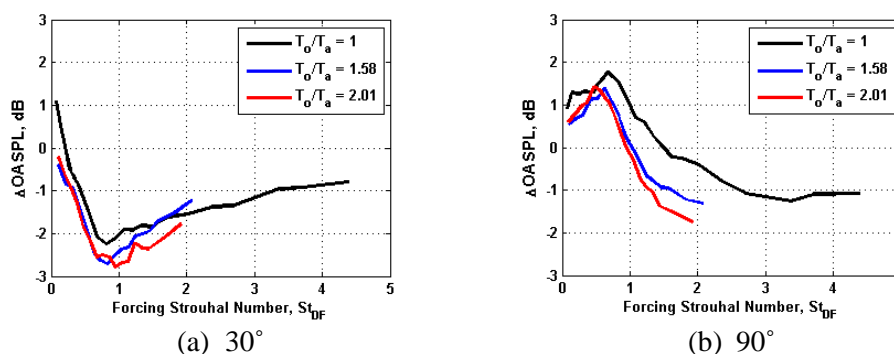 3
2
1
0
-1
-2
-3
ΔOASPL, dB
T_o/T_a = 1
T_o/T_a = 1.58
T_o/T_a = 2.01
0 1 2 3 4 5
Forcing Strouhal Number, St_DF
(a) 30°
3
2
1
0
-1
-2
-3
ΔOASPL, dB
T_o/T_a = 1
T_o/T_a = 1.58
T_o/T_a = 2.01
0 1 2 3 4
Forcing Strouhal Number, St_DF
(b) 90°